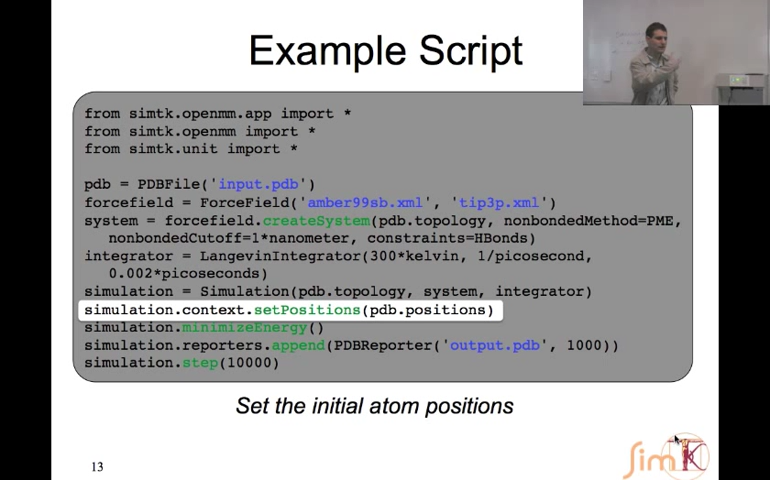 Example Script
from simtk.openmm.app import *
from simtk.openmm import *
from simtk.unit import *
pdb = PDBFile('input.pdb')
forcefield = ForceField('amber99sb.xml', 'tip3p.xml')
system = forcefield.createSystem(pdb.topology, nonbondedMethod=PME,
nonbondedCutoff=1*nanometer, constraints=HBonds)
integrator = LangevinIntegrator(300*kelvin, 1/picosecond,
0.002*picoseconds)
simulation = Simulation(pdb.topology, system, integrator)
simulation.context.setPositions(pdb.positions)
simulation.minimizeEnergy()
simulation.reporters.append(PDBReporter('output.pdb', 1000))
simulation.step(10000)
Set the initial atom positions
13
SimTK